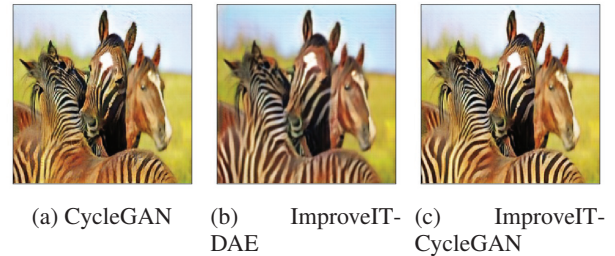 (a) CycleGAN
(b) ImproveIT-
DAE
(c) ImproveIT-
CycleGAN